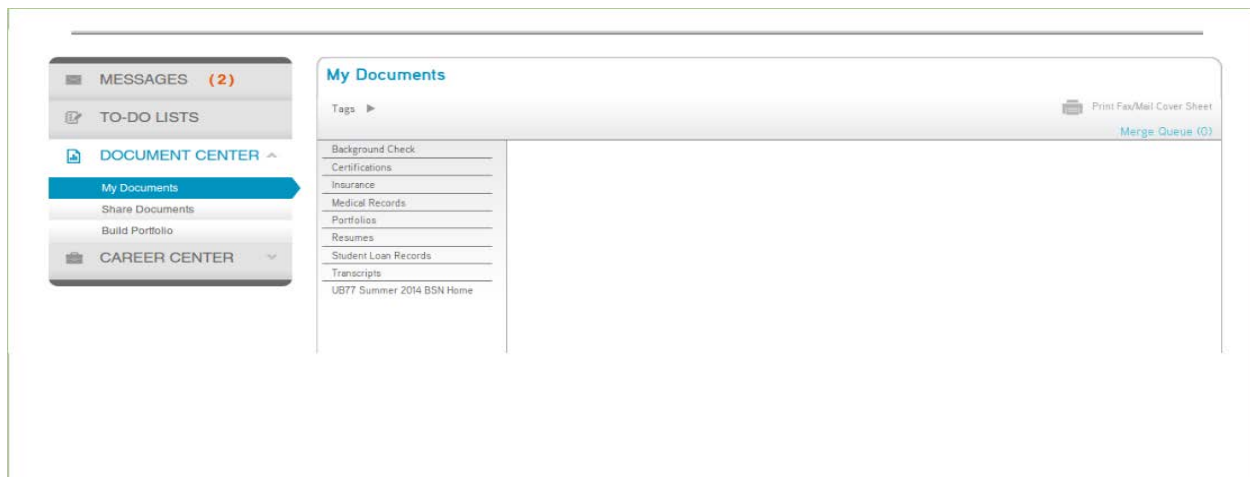 MESSAGES (2)
TO-DO LISTS
DOCUMENT CENTER
My Documents
Share Documents
Build Portfolio
CAREER CENTER
My Documents
Tags
Print Fax/Mail Cover Sheet
Merge Queue (0)
Background Check
Certifications
Insurance
Medical Records
Portfolios
Resumes
Student Loan Records
Transcripts
UB77 Summer 2014 BSN Home